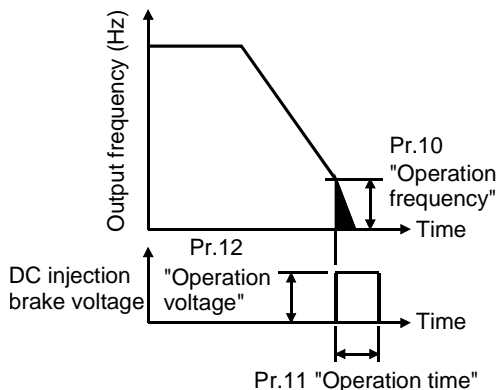 Output frequency (Hz)
Pr.10
"Operation
frequency"
Time
Pr.12
"Operation
voltage"
DC injection
brake voltage
Time
Pr.11 "Operation time"